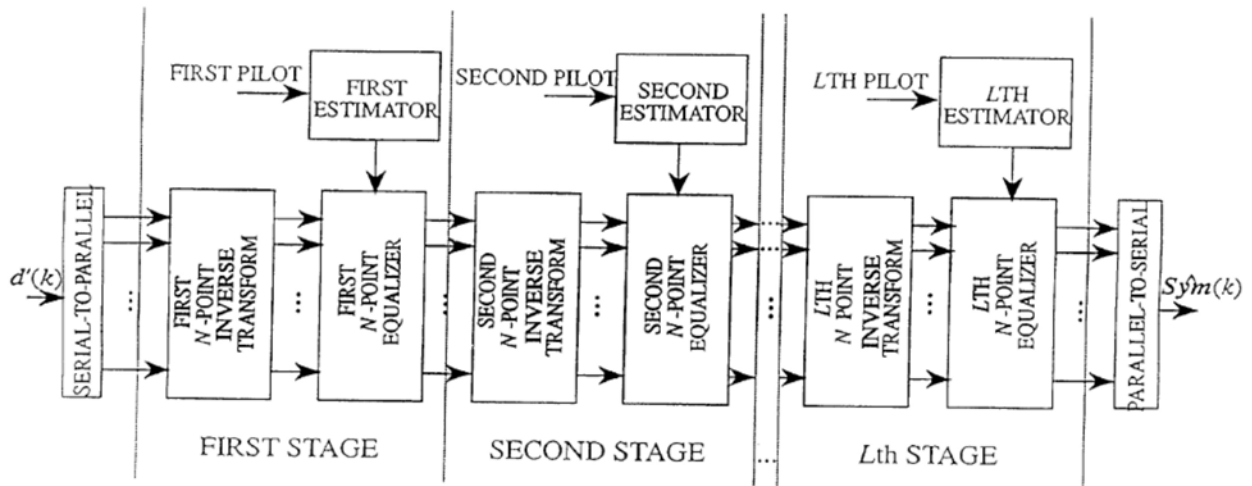 FIRST PILOT
FIRST
ESTIMATOR
SECOND PILOT
SECOND
ESTIMATOR
LTH PILOT
LTH
ESTIMATOR
d'(k)
SERIAL-TO-PARALLEL
...
FIRST
N-POINT
INVERSE
TRANSFORM
...
FIRST
N-POINT
EQUALIZER
...
SECOND
N-POINT
INVERSE
TRANSFORM
...
SECOND
N-POINT
EQUALIZER
...
...
...
LTH
N POINT
INVERSE
TRANSFORM
...
LTH
N-POINT
EQUALIZER
...
PARALLEL-TO-SERIAL
Sŷm(k)
FIRST STAGE
SECOND STAGE
...
Lth STAGE